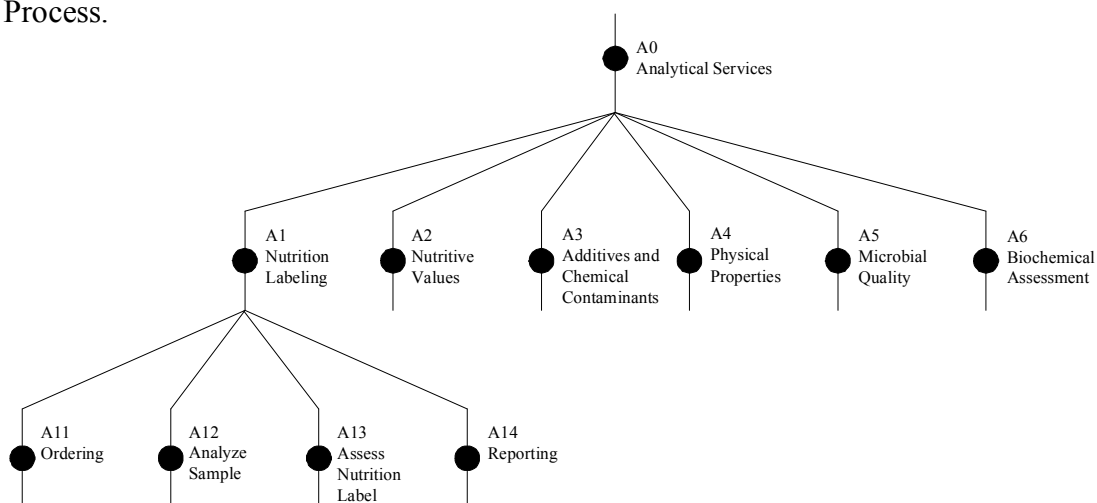 Process.
A0
Analytical Services
A1
Nutrition
Labeling
A2
Nutritive
Values
A3
Additives and
Chemical
Contaminants
A4
Physical
Properties
A5
Microbial
Quality
A6
Biochemical
Assessment
A11
Ordering
A12
Analyze
Sample
A13
Assess
Nutrition
Label
A14
Reporting